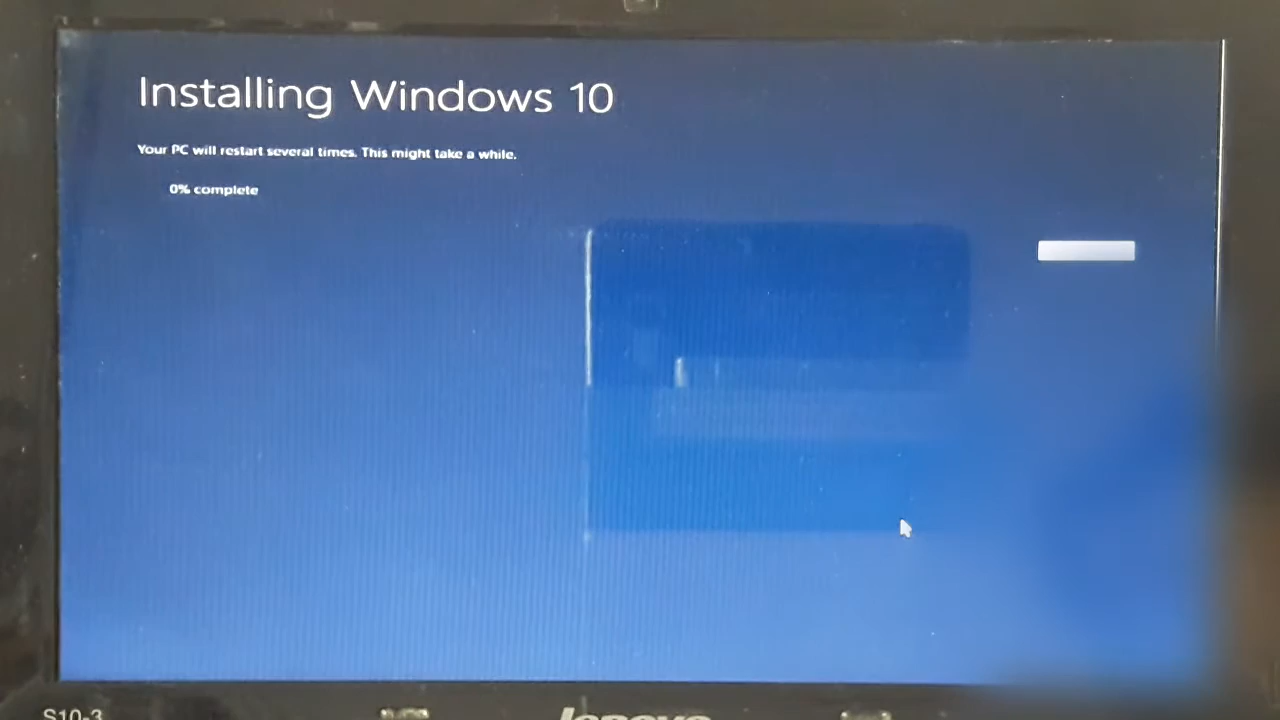 Installing Windows 10
Your PC will restart several times. This might take a while.
0% complete
S10-3
lenovo